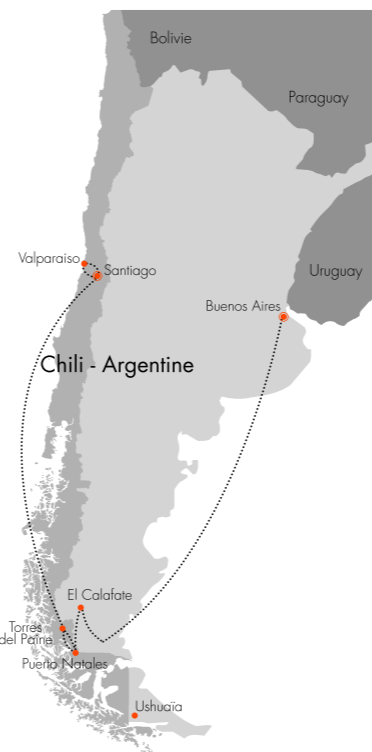 Bolivie
Paraguay
Valparaiso
Santiago
Uruguay
Buenos Aires
Chili - Argentine
El Calafate
Torres
del Paine
Puerto Natales
Ushuaïa